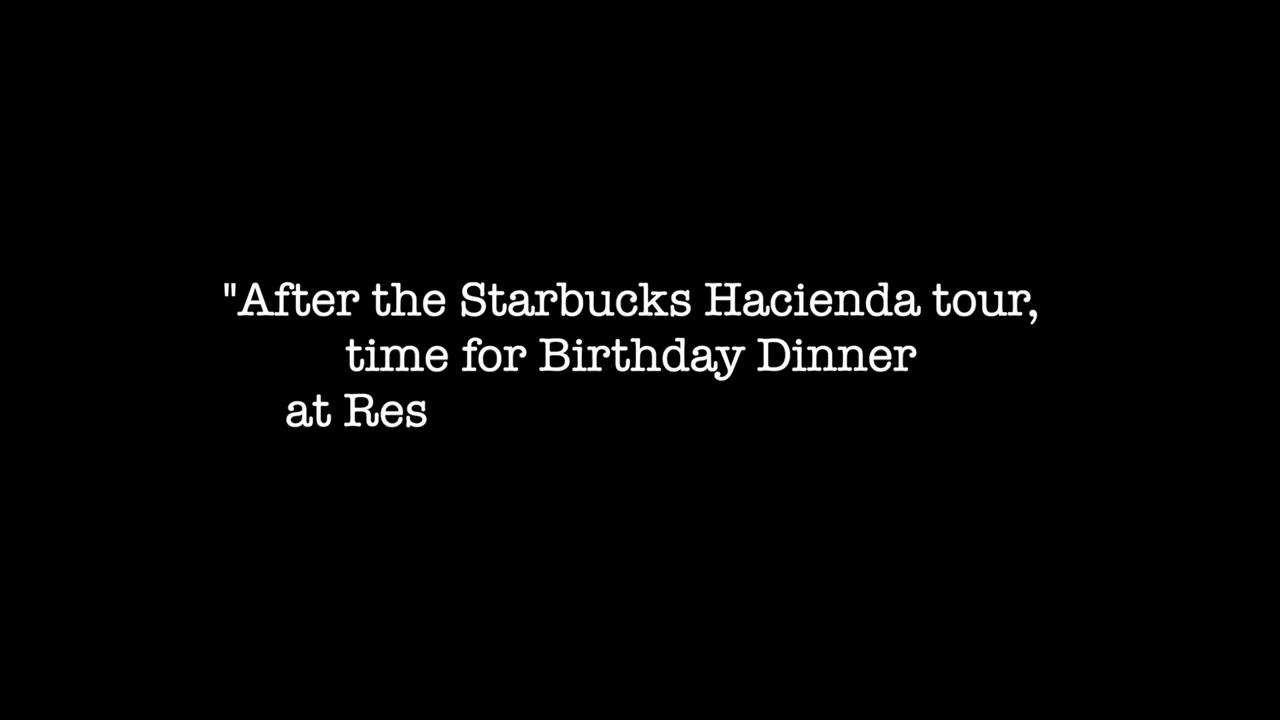 "After the Starbucks Hacienda tour,
time for Birthday Dinner
at Res